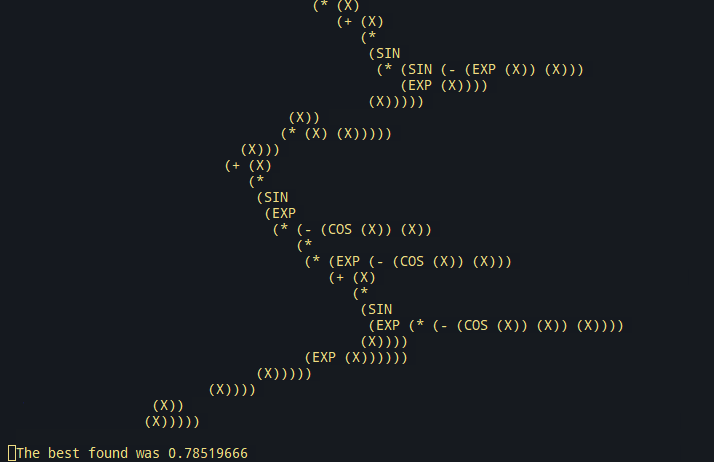 (* (X)
(+ (X)
(*
(SIN
(* (SIN (- (EXP (X)) (X)))
(EXP (X))))
(X)))))
(X))
(* (X) (X)))))
(X)))
(+ (X)
(*
(SIN
(EXP
(* (- (COS (X)) (X))
(*
(* (EXP (- (COS (X)) (X)))
(+ (X)
(*
(SIN
(EXP (* (- (COS (X)) (X)) (X))))
(X))))
(EXP (X))))))
(X)))))
(X))))
(X))
(X)))))
The best found was 0.78519666